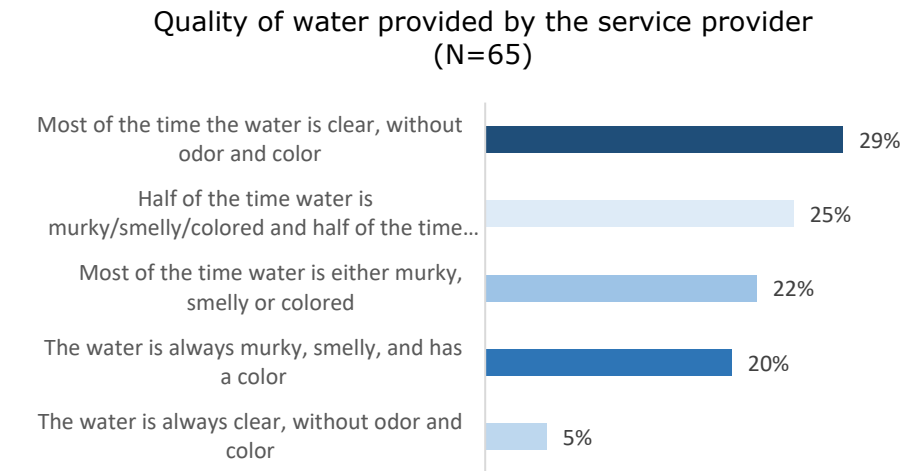 Quality of water provided by the service provider
(N=65)
Most of the time the water is clear, without
odor and color
29%
Half of the time water is
murky/smelly/colored and half of the time…
25%
Most of the time water is either murky,
smelly or colored
22%
The water is always murky, smelly, and has
a color
20%
The water is always clear, without odor and
color
5%